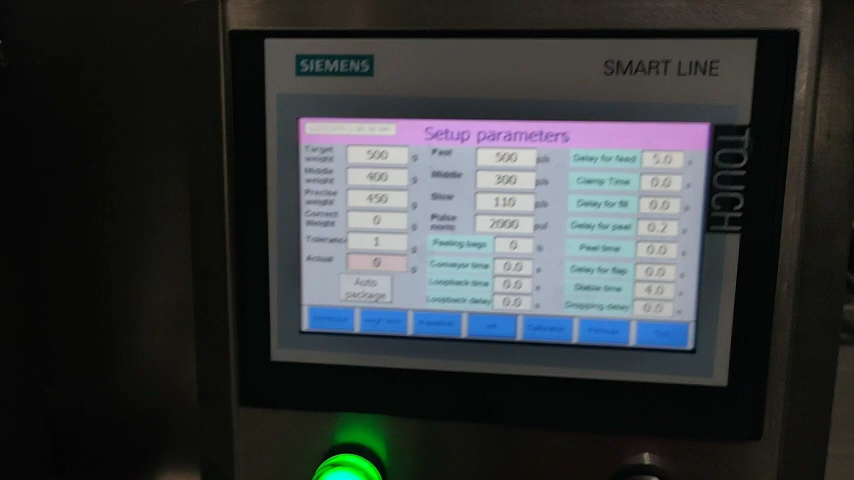 SIEMENS
SMART LINE
TOUCH
Setup parameters
Target weight 500 g Fast 500 p/s Delay for feed 5.0 s
Middle weight 400 g Middle 300 p/s Clamp Time 0.0
Precise weight 450 g Slow 110 p/s Delay for fill 0.0
Correct Weight 0 g Pulse norm 2000 pul Delay for peel 0.2
Tolerance 1 g Peeling bags 0 Peel time 0.0
Actual 0 g Conveyor time 0.0 s Delay for flap 0.0
Auto package Loopback time 0.0 s Stable time 4.0
Loopback delay 0.0 s Dropping delay 0.0
Calibration Formula